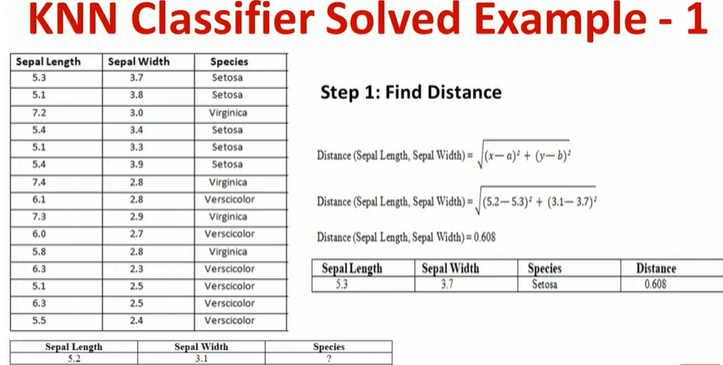 KNN Classifier Solved Example - 1
Sepal Length Sepal Width Species
5.3 3.7 Setosa
5.1 3.8 Setosa
7.2 3.0 Virginica
5.4 3.4 Setosa
5.1 3.3 Setosa
5.4 3.9 Setosa
7.4 2.8 Virginica
6.1 2.8 Verscicolor
7.3 2.9 Virginica
6.0 2.7 Verscicolor
5.8 2.8 Virginica
6.3 2.3 Verscicolor
5.1 2.5 Verscicolor
6.3 2.5 Verscicolor
5.5 2.4 Verscicolor
Sepal Length Sepal Width Species
5.2 3.1 ?
Step 1: Find Distance
Distance (Sepal Length, Sepal Width) = √(x− a)² + (y− b)²
Distance (Sepal Length, Sepal Width) = √(5.2− 5.3)² + (3.1− 3.7)²
Distance (Sepal Length, Sepal Width) = 0.608
Sepal Length Sepal Width Species Distance
5.3 3.7 Setosa 0.608